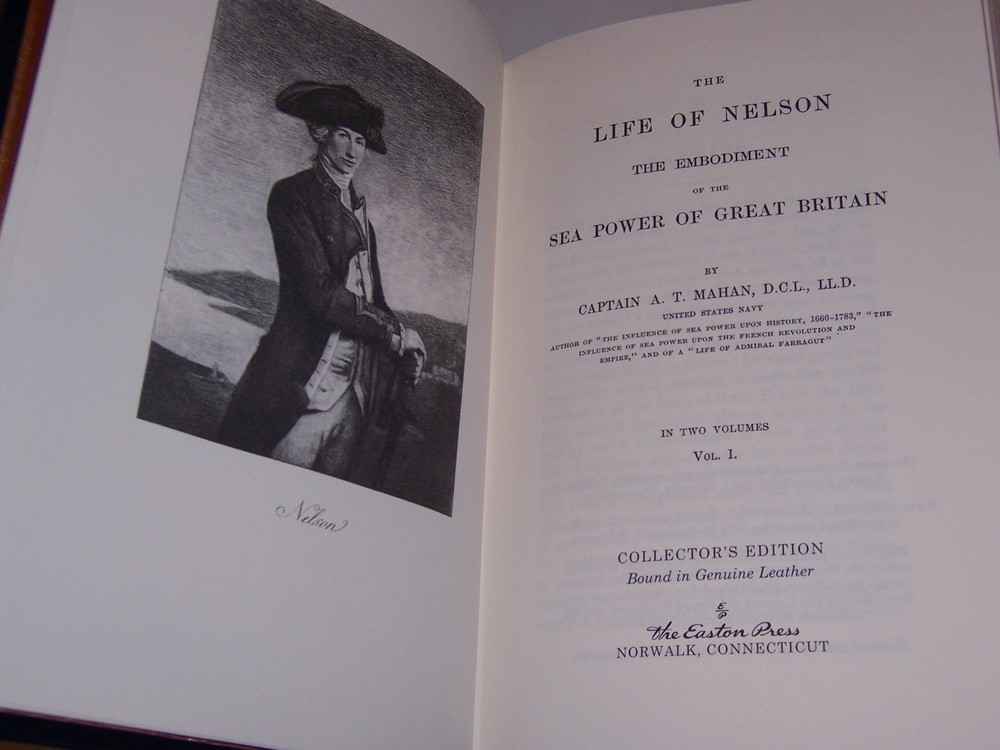 Nelson
THE
LIFE OF NELSON
THE EMBODIMENT
OF THE
SEA POWER OF GREAT BRITAIN
BY
CAPTAIN A. T. MAHAN, D.C.L., LL.D.
UNITED STATES NAVY
AUTHOR OF "THE INFLUENCE OF SEA POWER UPON HISTORY, 1660–1783," "THE
INFLUENCE OF SEA POWER UPON THE FRENCH REVOLUTION AND
EMPIRE," AND OF A "LIFE OF ADMIRAL FARRAGUT"
IN TWO VOLUMES
VOL. I.
COLLECTOR'S EDITION
Bound in Genuine Leather
E
P
the Easton Press
NORWALK, CONNECTICUT